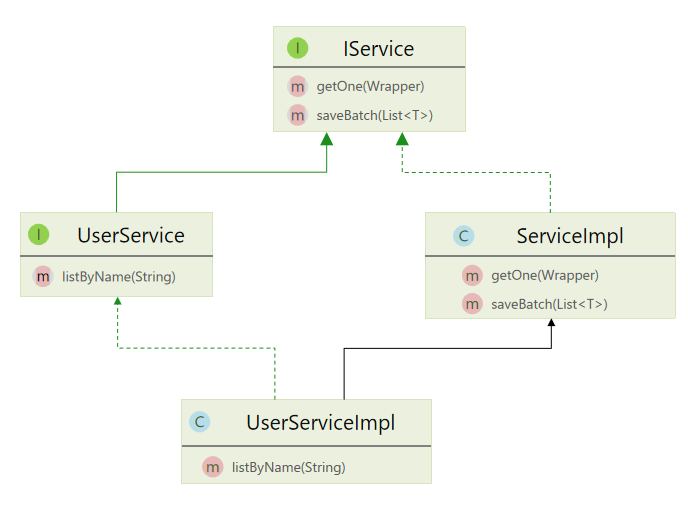 I IService
m getOne(Wrapper)
m saveBatch(List<T>)
I UserService
m listByName(String)
C ServiceImpl
m getOne(Wrapper)
m saveBatch(List<T>)
C UserServiceImpl
m listByName(String)